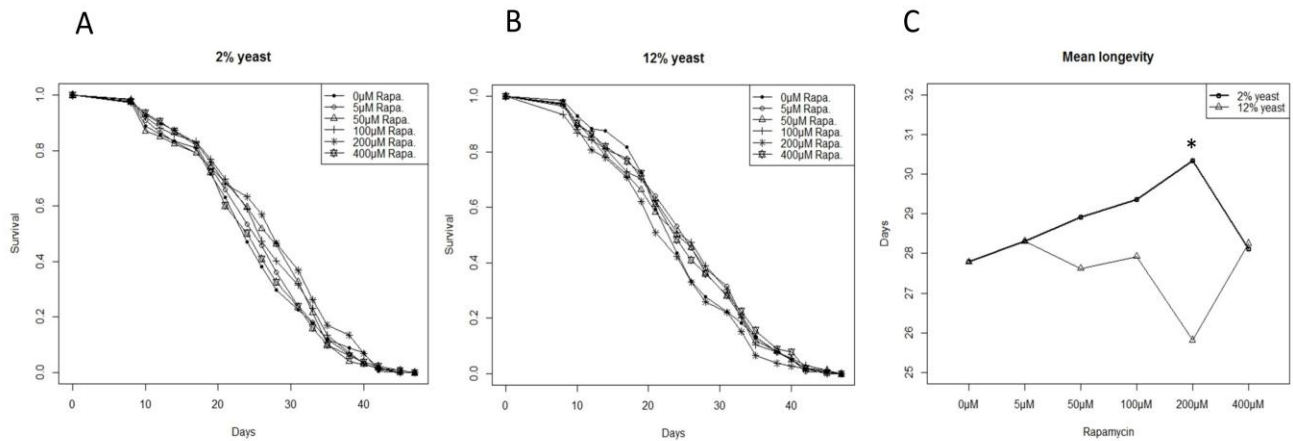 A
2% yeast
Survival
1.0
0.8
0.6
0.4
0.2
0.0
0 10 20 30 40
Days
0µM Rapa.
5µM Rapa.
50µM Rapa.
100µM Rapa.
200µM Rapa.
400µM Rapa.
B
12% yeast
Survival
1.0
0.8
0.6
0.4
0.2
0.0
0 10 20 30 40
Days
0µM Rapa.
5µM Rapa.
50µM Rapa.
100µM Rapa.
200µM Rapa.
400µM Rapa.
C
Mean longevity
Days
32
31
30
29
28
27
26
25
2% yeast
12% yeast
*
0µM 5µM 50µM 100µM 200µM 400µM
Rapamycin